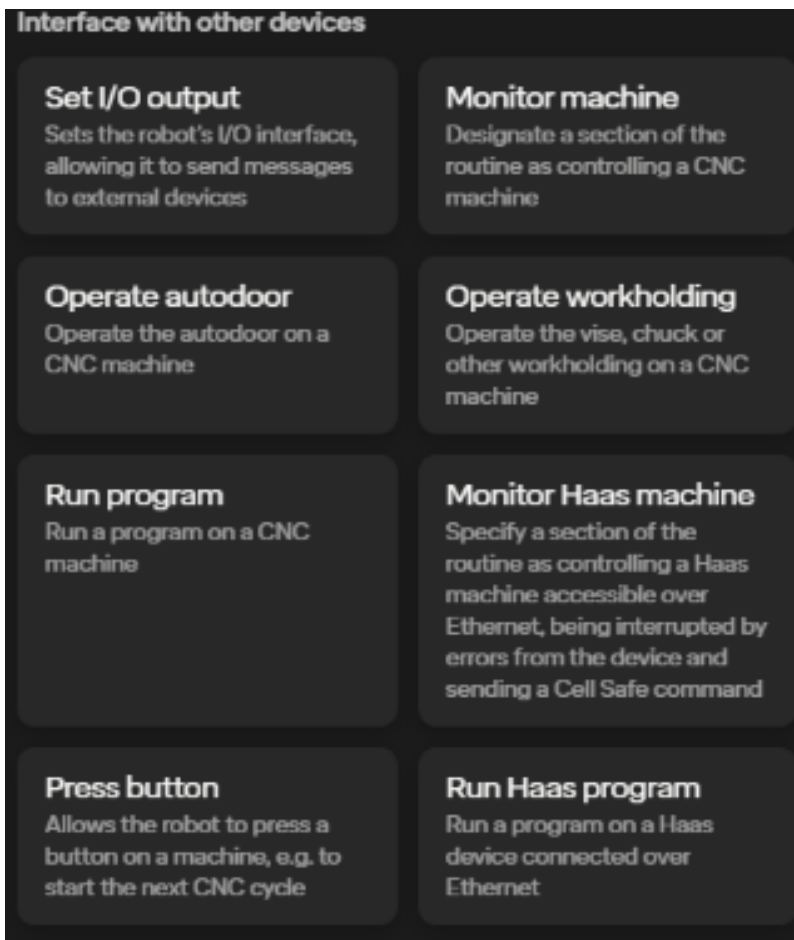 Interface with other devices
Set I/O output
Sets the robot's I/O interface,
allowing it to send messages
to external devices
Monitor machine
Designate a section of the
routine as controlling a CNC
machine
Operate autodoor
Operate the autodoor on a
CNC machine
Operate workholding
Operate the vise, chuck or
other workholding on a CNC
machine
Run program
Run a program on a CNC
machine
Monitor Haas machine
Specify a section of the
routine as controlling a Haas
machine accessible over
Ethernet, being interrupted by
errors from the device and
sending a Cell Safe command
Press button
Allows the robot to press a
button on a machine, e.g. to
start the next CNC cycle
Run Haas program
Run a program on a Haas
device connected over
Ethernet